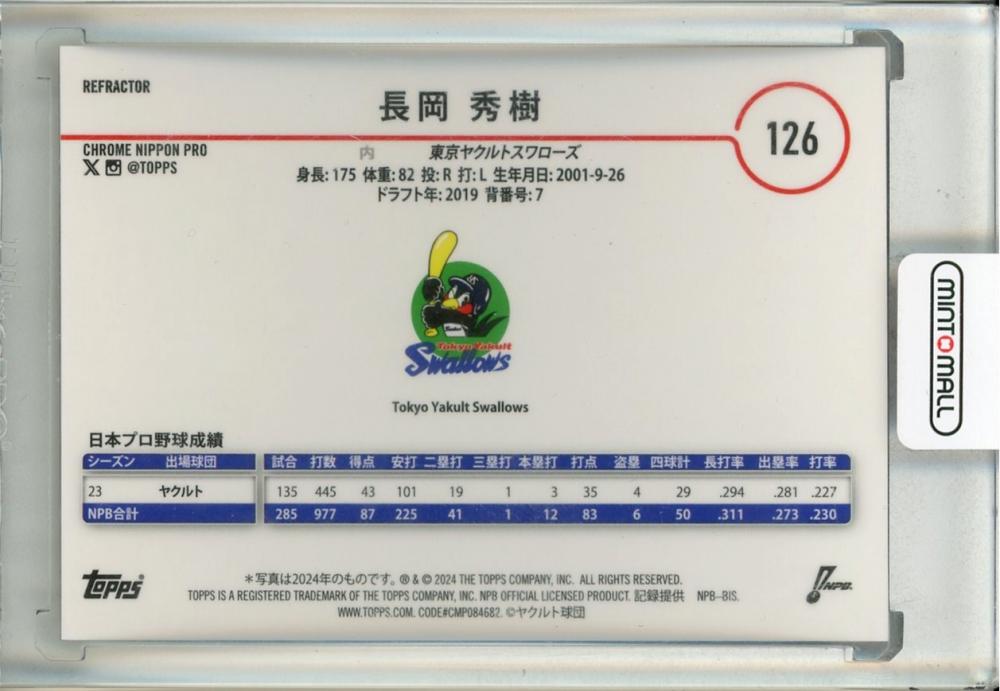 REFRACTOR
長岡 秀樹
126
CHROME NIPPON PRO
内 東京ヤクルトスワローズ
@TOPPS
身長: 175 体重: 82 投: R 打: L 生年月日: 2001-9-26
ドラフト年: 2019 背番号: 7
Tokyo Yakult
Swallows
Tokyo Yakult Swallows
日本プロ野球成績
シーズン 出場球団 試合 打数 得点 安打 二塁打 三塁打 本塁打 打点 盗塁 四球計 長打率 出塁率 打率
23 ヤクルト 135 445 43 101 19 1 3 35 4 29 .294 .281 .227
NPB合計 285 977 87 225 41 1 12 83 6 50 .311 .273 .230
topps
*写真は2024年のものです。 ® & © 2024 THE TOPPS COMPANY, INC. ALL RIGHTS RESERVED.
TOPPS IS A REGISTERED TRADEMARK OF THE TOPPS COMPANY, INC. NPB OFFICIAL LICENSED PRODUCT. 記録提供 NPB-BIS.
WWW.TOPPS.COM. CODE#CMP084682. ©ヤクルト球団
NPB.
MINT MALL